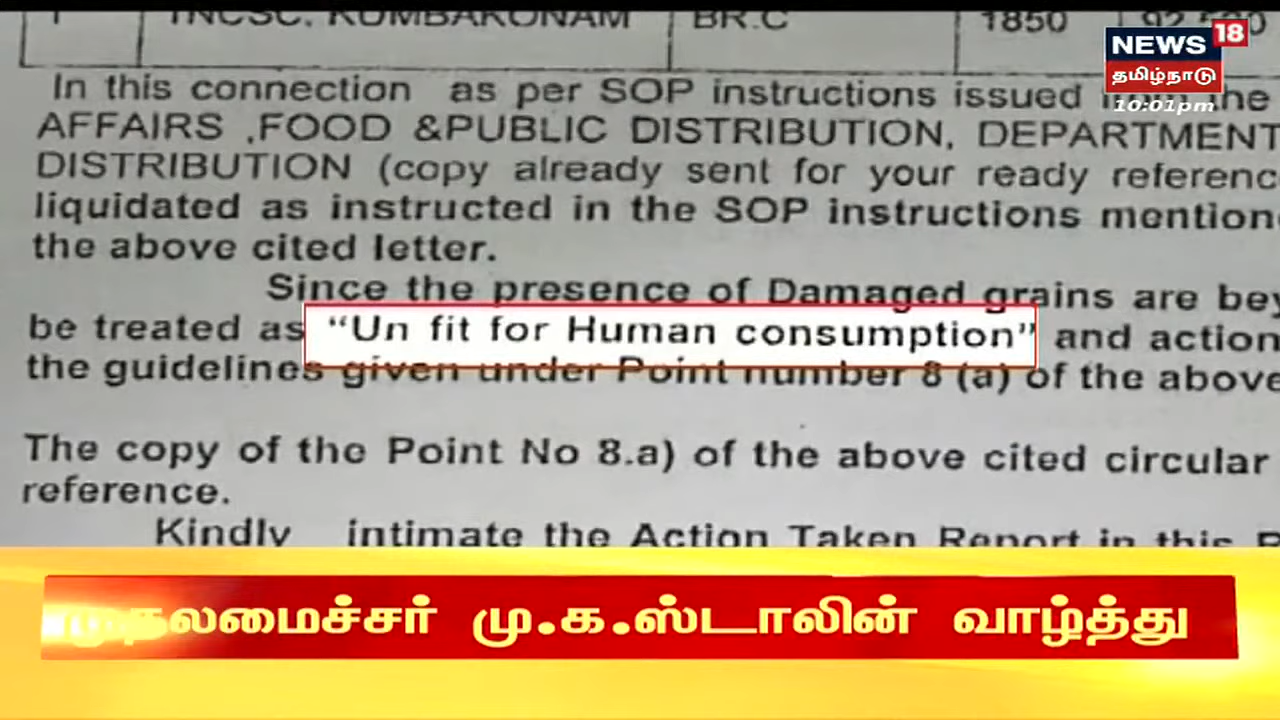 TNCSC, KUMBAKONAM BR.C 1850
NEWS 18
தமிழ்நாடு
10:01pm
In this connection as per SOP instructions issued the
AFFAIRS ,FOOD &PUBLIC DISTRIBUTION, DEPARTMENT
DISTRIBUTION (copy already sent for your ready referenc
liquidated as instructed in the SOP instructions mention
the above cited letter.
Since the presence of Damaged grains are bey
be treated as “Un fit for Human consumption” and action
the guidelines given under Point number 8 (a) of the above
The copy of the Point No 8.a) of the above cited circular
reference.
Kindly intimate the Action Taken Report in this
முதலமைச்சர் மு.க.ஸ்டாலின் வாழ்த்து